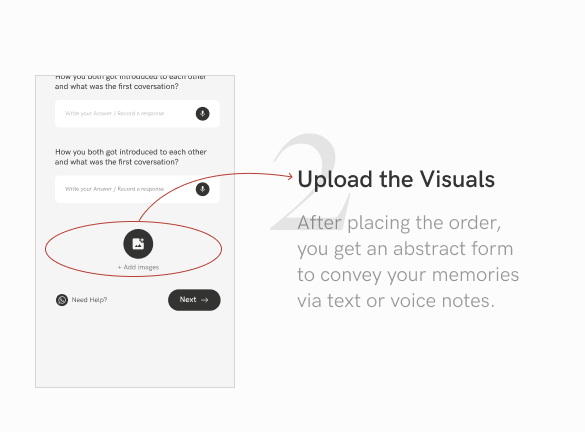 How you both got introduced to each other
and what was the first coversation?
Write your Answer / Record a response
How you both got introduced to each other
and what was the first coversation?
Write your Answer / Record a response
+ Add images
Need Help?
Next →
2
Upload the Visuals
After placing the order,
you get an abstract form
to convey your memories
via text or voice notes.